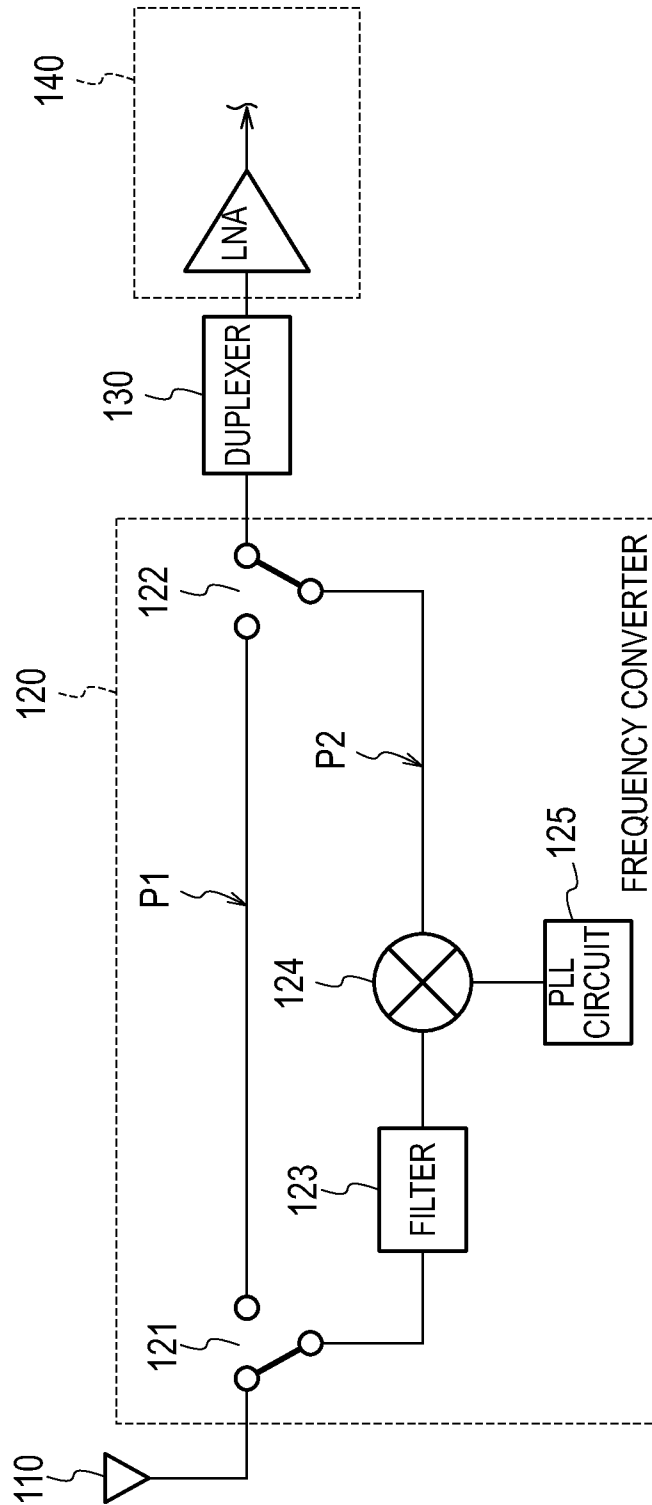 110
120
121
P1
122
130
DUPLEXER
140
LNA
123
FILTER
124
P2
125
PLL
CIRCUIT
FREQUENCY CONVERTER